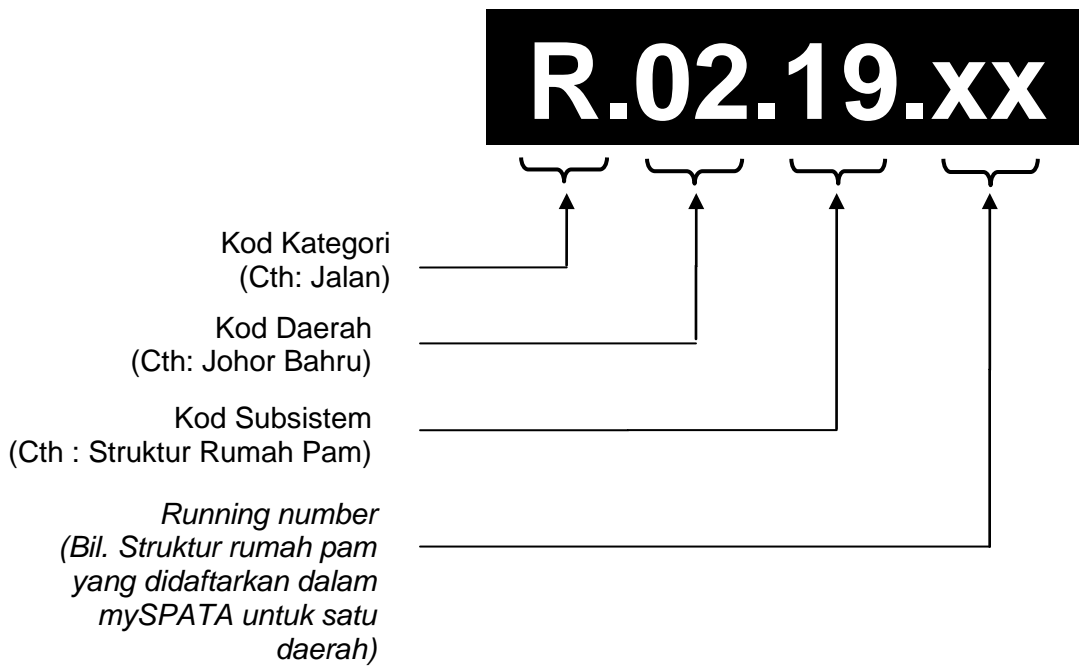 R.02.19.xx
Kod Kategori
(Cth: Jalan)
Kod Daerah
(Cth: Johor Bahru)
Kod Subsistem
(Cth : Struktur Rumah Pam)
Running number
(Bil. Struktur rumah pam
yang didaftarkan dalam
mySPATA untuk satu
daerah)